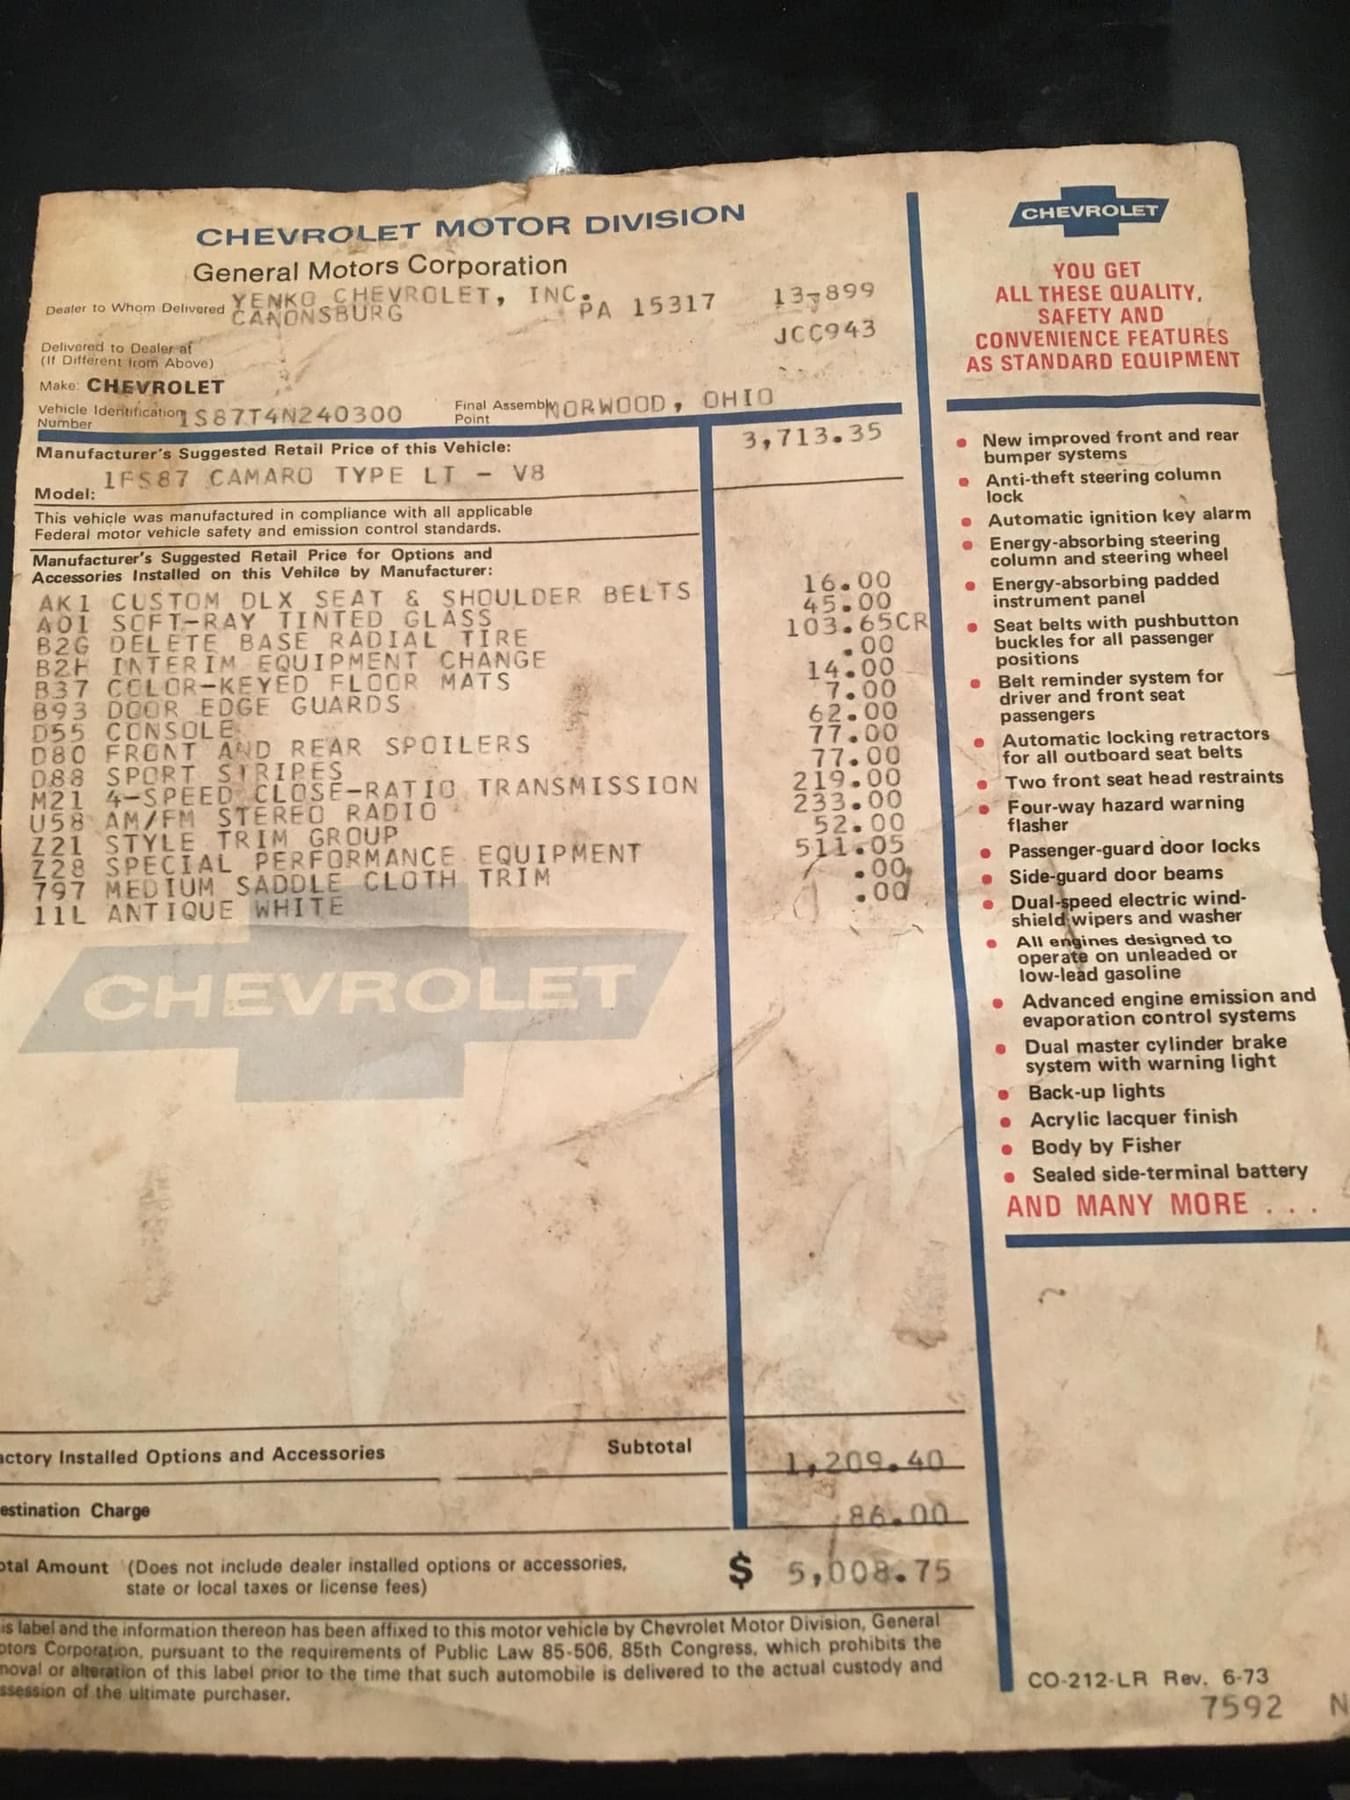 CHEVROLET MOTOR DIVISION
General Motors Corporation
Dealer to Whom Delivered YENKO CHEVROLET, INC. 13-899
CANONSBURG PA 15317
JCC943
Delivered to Dealer at
(If Different from Above)
Make: CHEVROLET
Vehicle Identification Number 1S87T4N240300 Final Assembly Point NORWOOD, OHIO
Manufacturer's Suggested Retail Price of this Vehicle: 3,713.35
Model: 1FS87 CAMARO TYPE LT - V8
This vehicle was manufactured in compliance with all applicable
Federal motor vehicle safety and emission control standards.
Manufacturer's Suggested Retail Price for Options and
Accessories Installed on this Vehilce by Manufacturer:
AK1 CUSTOM DLX SEAT & SHOULDER BELTS 16.00
A01 SOFT-RAY TINTED GLASS 45.00
B2G DELETE BASE RADIAL TIRE 103.65CR
B2H INTERIM EQUIPMENT CHANGE .00
B37 COLOR-KEYED FLOOR MATS 14.00
B93 DOOR EDGE GUARDS 7.00
D55 CONSOLE 62.00
D80 FRONT AND REAR SPOILERS 77.00
D88 SPORT STRIPES 77.00
M21 4-SPEED CLOSE-RATIO TRANSMISSION 219.00
U58 AM/FM STEREO RADIO 233.00
Z21 STYLE TRIM GROUP 52.00
Z28 SPECIAL PERFORMANCE EQUIPMENT 511.05
797 MEDIUM SADDLE CLOTH TRIM .00
11L ANTIQUE WHITE .00
CHEVROLET
actory Installed Options and Accessories Subtotal 1,209.40
estination Charge 86.00
otal Amount (Does not include dealer installed options or accessories, $ 5,008.75
state or local taxes or license fees)
is label and the information thereon has been affixed to this motor vehicle by Chevrolet Motor Division, General
otors Corporation, pursuant to the requirements of Public Law 85-506, 85th Congress, which prohibits the
moval or alteration of this label prior to the time that such automobile is delivered to the actual custody and
ssession of the ultimate purchaser.
CHEVROLET
YOU GET
ALL THESE QUALITY,
SAFETY AND
CONVENIENCE FEATURES
AS STANDARD EQUIPMENT
• New improved front and rear
bumper systems
• Anti-theft steering column
lock
• Automatic ignition key alarm
• Energy-absorbing steering
column and steering wheel
• Energy-absorbing padded
instrument panel
• Seat belts with pushbutton
buckles for all passenger
positions
• Belt reminder system for
driver and front seat
passengers
• Automatic locking retractors
for all outboard seat belts
• Two front seat head restraints
• Four-way hazard warning
flasher
• Passenger-guard door locks
• Side-guard door beams
• Dual-speed electric wind-
shield wipers and washer
• All engines designed to
operate on unleaded or
low-lead gasoline
• Advanced engine emission and
evaporation control systems
• Dual master cylinder brake
system with warning light
• Back-up lights
• Acrylic lacquer finish
• Body by Fisher
• Sealed side-terminal battery
AND MANY MORE . . .
CO-212-LR Rev. 6-73
7592 N